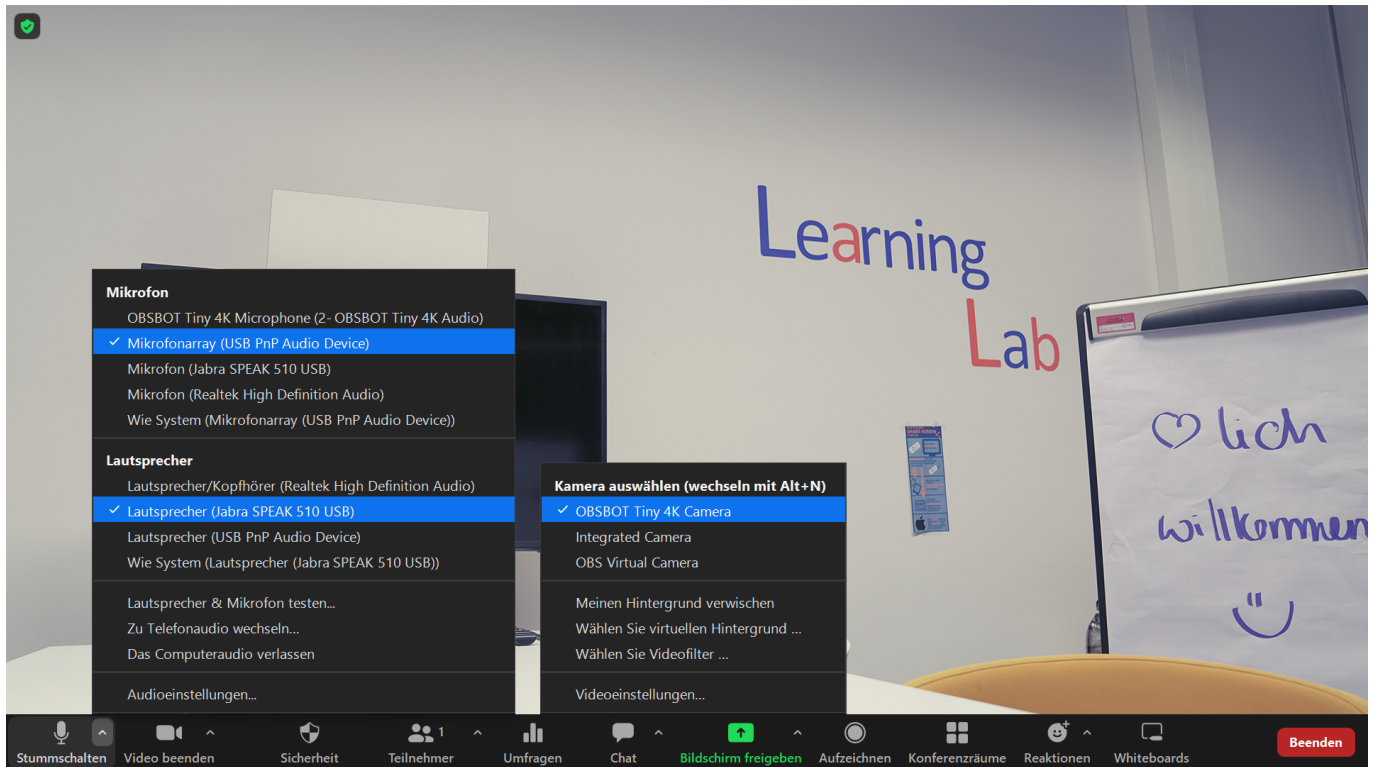 Learning
Lab
♡ lich
willkommen
SMART-SCREEN
Mikrofon
OBSBOT Tiny 4K Microphone (2- OBSBOT Tiny 4K Audio)
✓ Mikrofonarray (USB PnP Audio Device)
Mikrofon (Jabra SPEAK 510 USB)
Mikrofon (Realtek High Definition Audio)
Wie System (Mikrofonarray (USB PnP Audio Device))
Lautsprecher
Lautsprecher/Kopfhörer (Realtek High Definition Audio)
✓ Lautsprecher (Jabra SPEAK 510 USB)
Lautsprecher (USB PnP Audio Device)
Wie System (Lautsprecher (Jabra SPEAK 510 USB))
Lautsprecher & Mikrofon testen...
Zu Telefonaudio wechseln...
Das Computeraudio verlassen
Audioeinstellungen...
Kamera auswählen (wechseln mit Alt+N)
✓ OBSBOT Tiny 4K Camera
Integrated Camera
OBS Virtual Camera
Meinen Hintergrund verwischen
Wählen Sie virtuellen Hintergrund ...
Wählen Sie Videofilter ...
Videoeinstellungen...
Stummschalten
Video beenden
Sicherheit
1
Teilnehmer
Umfragen
Chat
Bildschirm freigeben
Aufzeichnen
Konferenzräume
Reaktionen
Whiteboards
Beenden